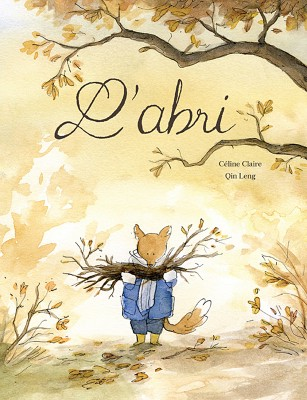 L'abri
Céline Claire
Qin Leng